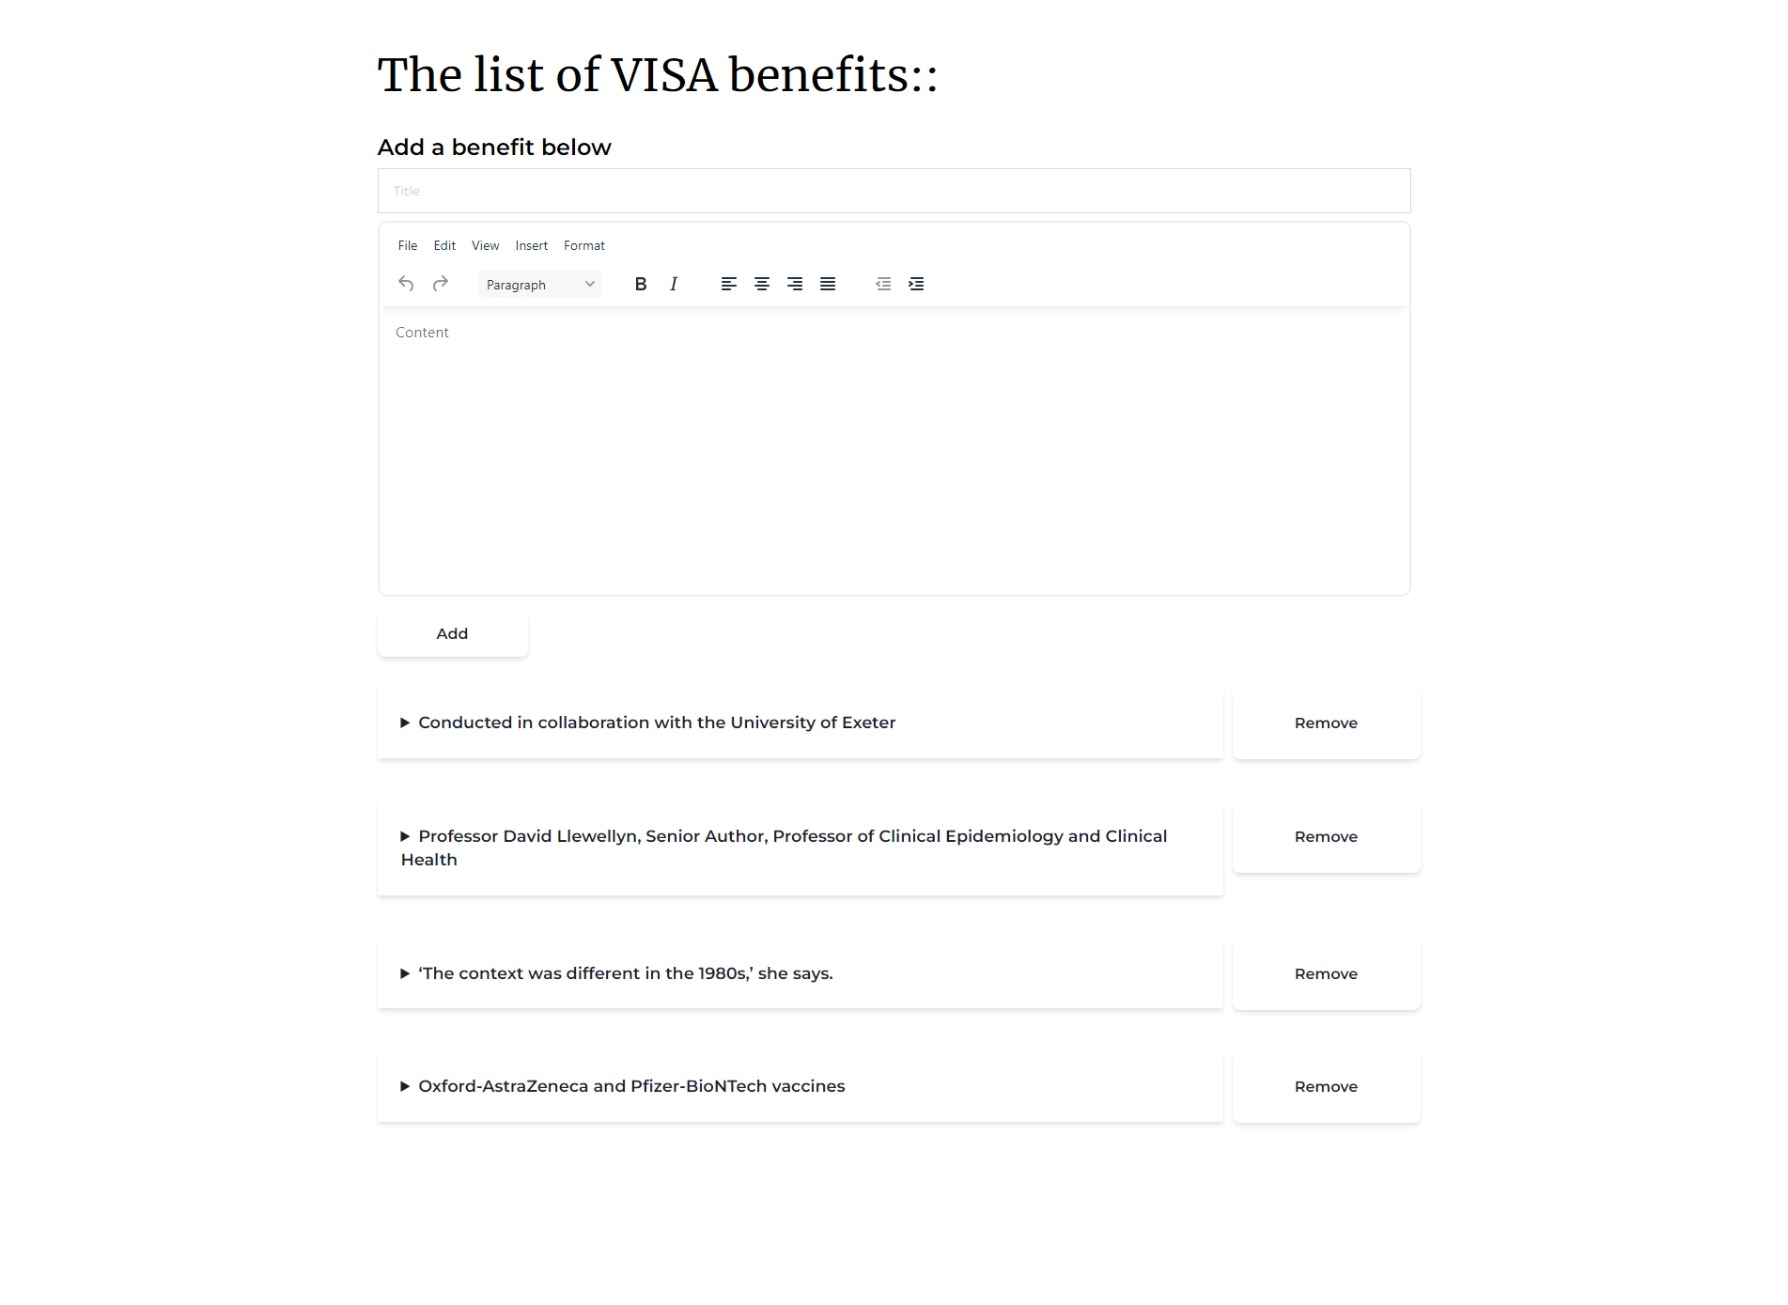 The list of VISA benefits::
Add a benefit below
Title
File Edit View Insert Format
Paragraph B I
Content
Add
Conducted in collaboration with the University of Exeter
Remove
Professor David Llewellyn, Senior Author, Professor of Clinical Epidemiology and Clinical
Health
Remove
‘The context was different in the 1980s,’ she says.
Remove
Oxford-AstraZeneca and Pfizer-BioNTech vaccines
Remove